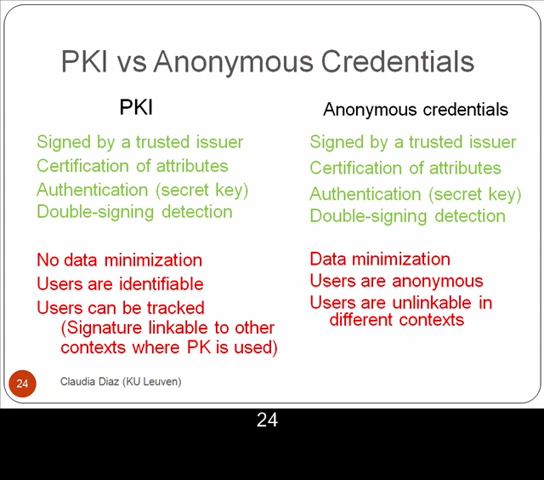 PKI vs Anonymous Credentials
PKI
Signed by a trusted issuer
Certification of attributes
Authentication (secret key)
Double-signing detection
No data minimization
Users are identifiable
Users can be tracked
(Signature linkable to other
contexts where PK is used)
Anonymous credentials
Signed by a trusted issuer
Certification of attributes
Authentication (secret key)
Double-signing detection
Data minimization
Users are anonymous
Users are unlinkable in
different contexts
24
Claudia Diaz (KU Leuven)
24